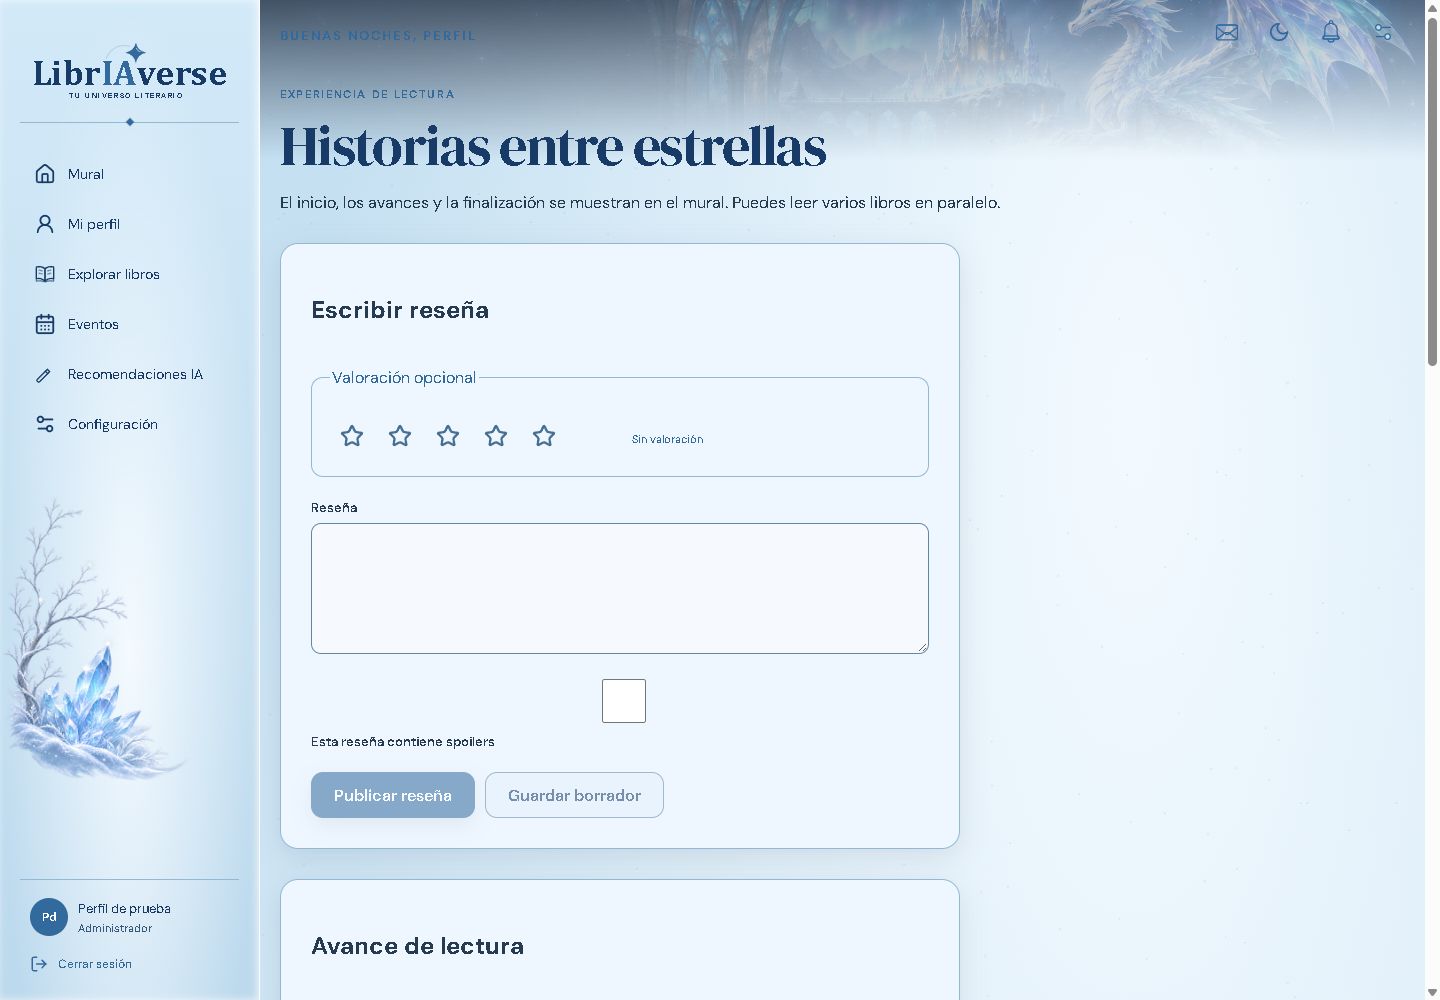 LibrIAverse
TU UNIVERSO LITERARIO
Mural
Mi perfil
Explorar libros
Eventos
Recomendaciones IA
Configuración
Pd
Perfil de prueba
Administrador
Cerrar sesión
BUENAS NOCHES, PERFIL
EXPERIENCIA DE LECTURA
Historias entre estrellas
El inicio, los avances y la finalización se muestran en el mural. Puedes leer varios libros en paralelo.
Escribir reseña
Valoración opcional
Sin valoración
Reseña
Esta reseña contiene spoilers
Publicar reseña
Guardar borrador
Avance de lectura